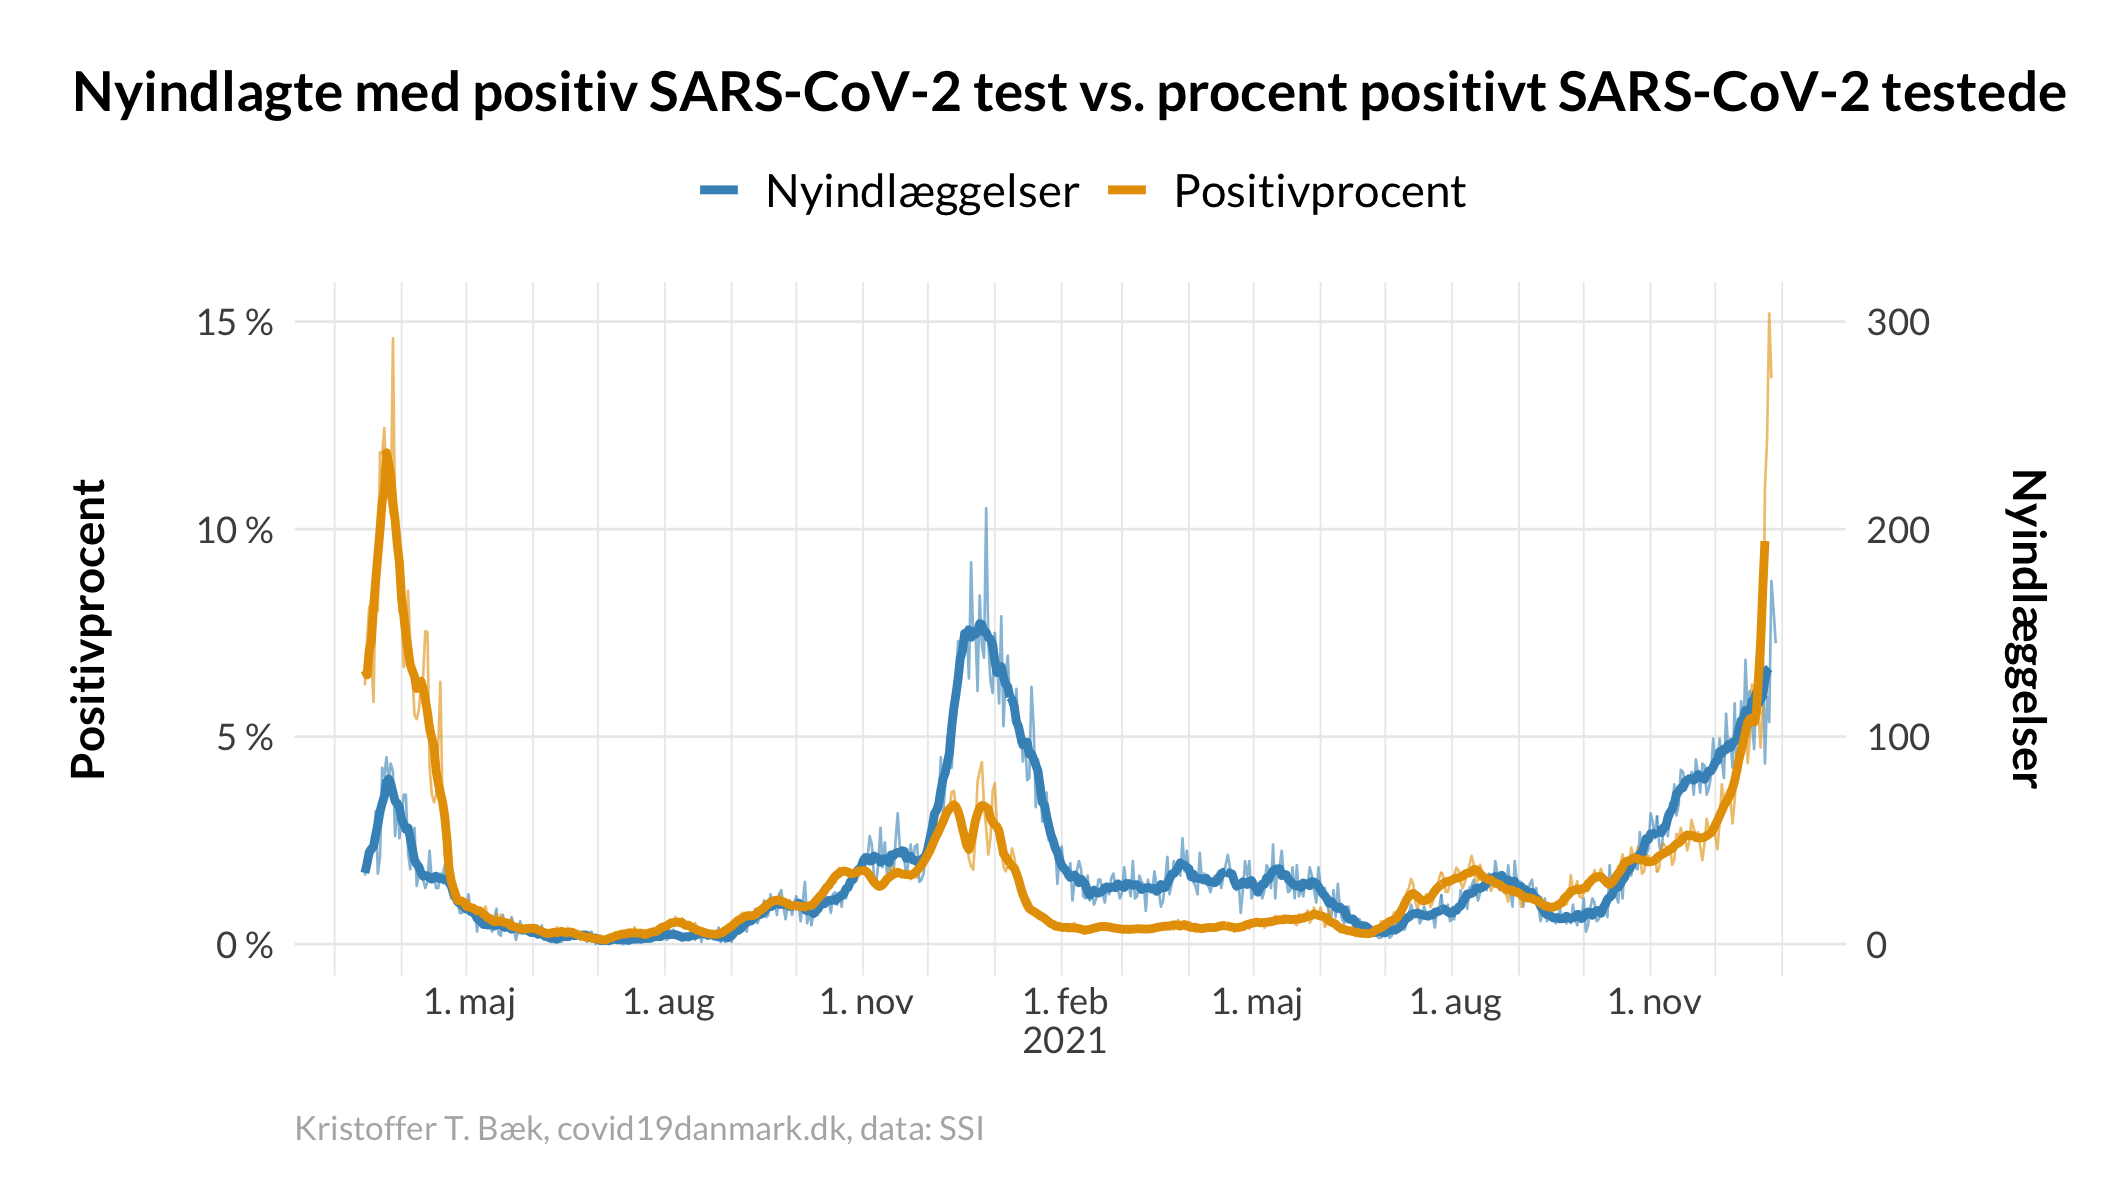 Nyindlagte med positiv SARS-CoV-2 test vs. procent positivt SARS-CoV-2 testede
Nyindlæggelser
Positivprocent
Positivprocent
15 %
10 %
5 %
0 %
Nyindlæggelser
300
200
100
0
1. maj
1. aug
1. nov
1. feb
2021
1. maj
1. aug
1. nov
Kristoffer T. Bæk, covid19danmark.dk, data: SSI